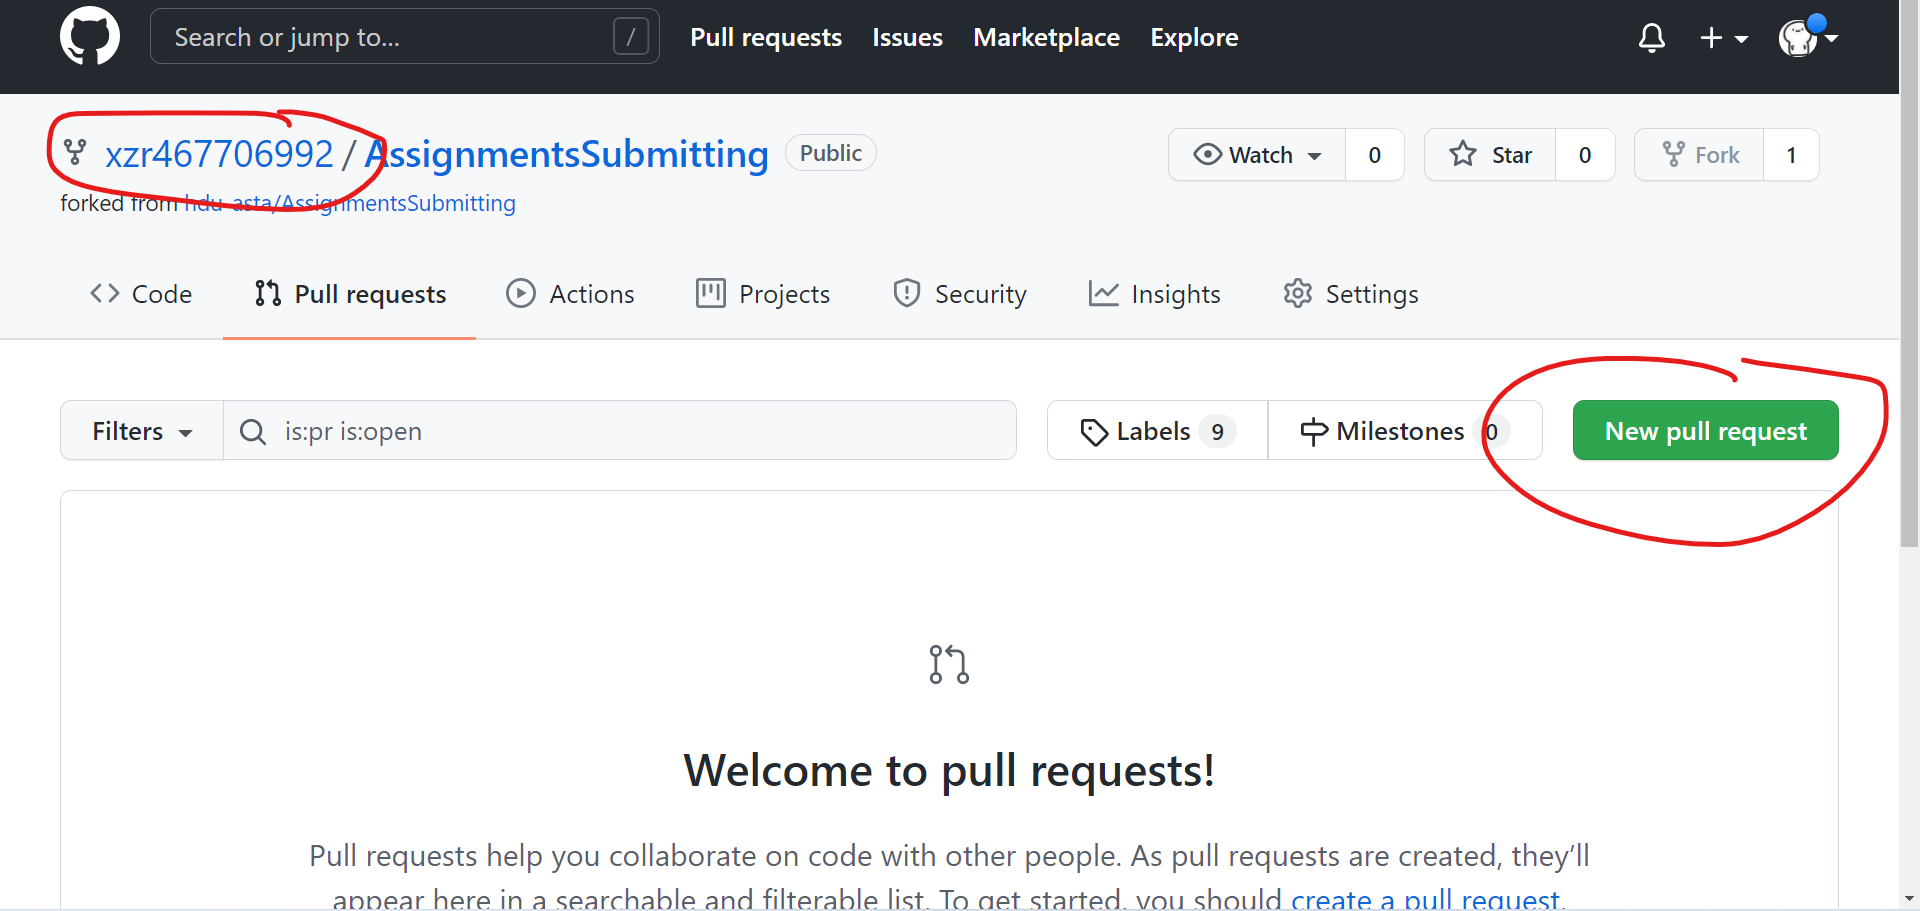 Search or jump to... /
Pull requests Issues Marketplace Explore
xzr467706992 / AssignmentsSubmitting Public
Watch 0 Star 0 Fork 1
forked from hdu-asta/AssignmentsSubmitting
Code Pull requests Actions Projects Security Insights Settings
Filters is:pr is:open Labels 9 Milestones 0 New pull request
Welcome to pull requests!
Pull requests help you collaborate on code with other people. As pull requests are created, they’ll
appear here in a searchable and filterable list. To get started, you should create a pull request.